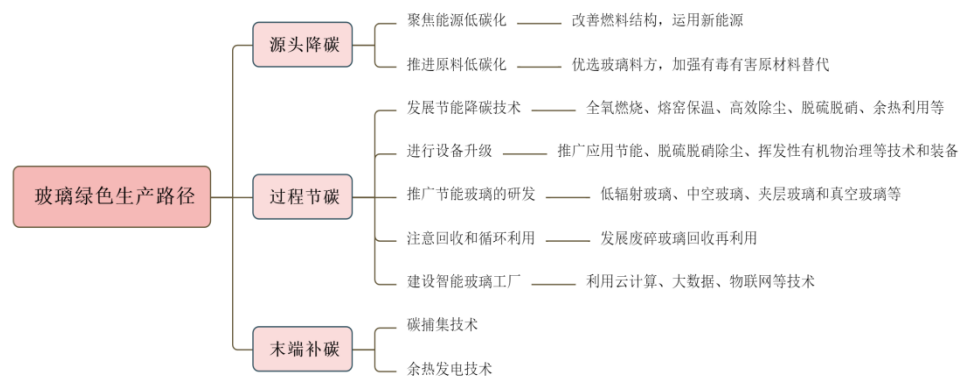 玻璃绿色生产路径
源头降碳
聚焦能源低碳化
改善燃料结构，运用新能源
推进原料低碳化
优选玻璃料方，加强有毒有害原材料替代
过程节碳
发展节能降碳技术
全氧燃烧、熔窑保温、高效除尘、脱硫脱硝、余热利用等
进行设备升级
推广应用节能、脱硫脱硝除尘、挥发性有机物治理等技术和装备
推广节能玻璃的研发
低辐射玻璃、中空玻璃、夹层玻璃和真空玻璃等
注意回收和循环利用
发展废碎玻璃回收再利用
建设智能玻璃工厂
利用云计算、大数据、物联网等技术
末端补碳
碳捕集技术
余热发电技术